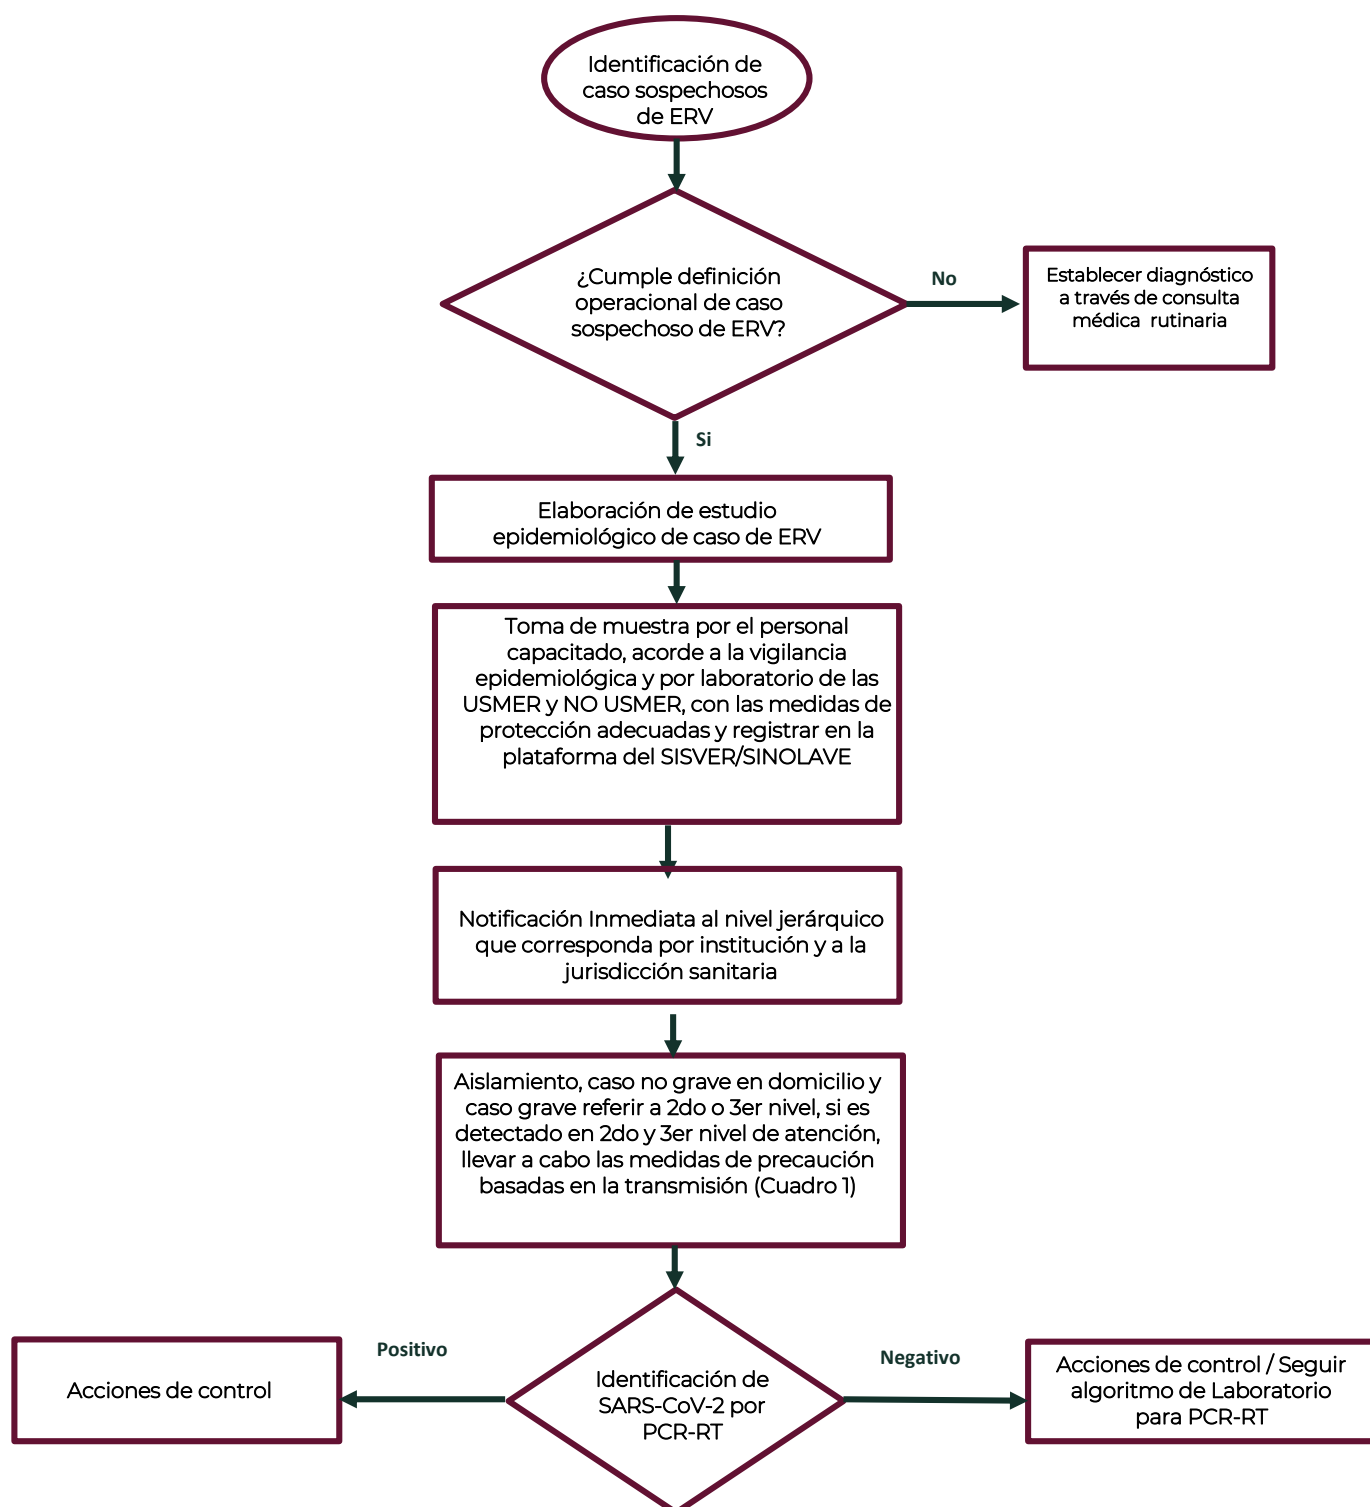 Identificación de
caso sospechosos
de ERV
¿Cumple definición
operacional de caso
sospechoso de ERV?
No
Establecer diagnóstico
a través de consulta
médica rutinaria
Si
Elaboración de estudio
epidemiológico de caso de ERV
Toma de muestra por el personal
capacitado, acorde a la vigilancia
epidemiológica y por laboratorio de las
USMER y NO USMER, con las medidas de
protección adecuadas y registrar en la
plataforma del SISVER/SINOLAVE
Notificación Inmediata al nivel jerárquico
que corresponda por institución y a la
jurisdicción sanitaria
Aislamiento, caso no grave en domicilio y
caso grave referir a 2do o 3er nivel, si es
detectado en 2do y 3er nivel de atención,
llevar a cabo las medidas de precaución
basadas en la transmisión (Cuadro 1)
Positivo
Acciones de control
Identificación de
SARS-CoV-2 por
PCR-RT
Negativo
Acciones de control / Seguir
algoritmo de Laboratorio
para PCR-RT